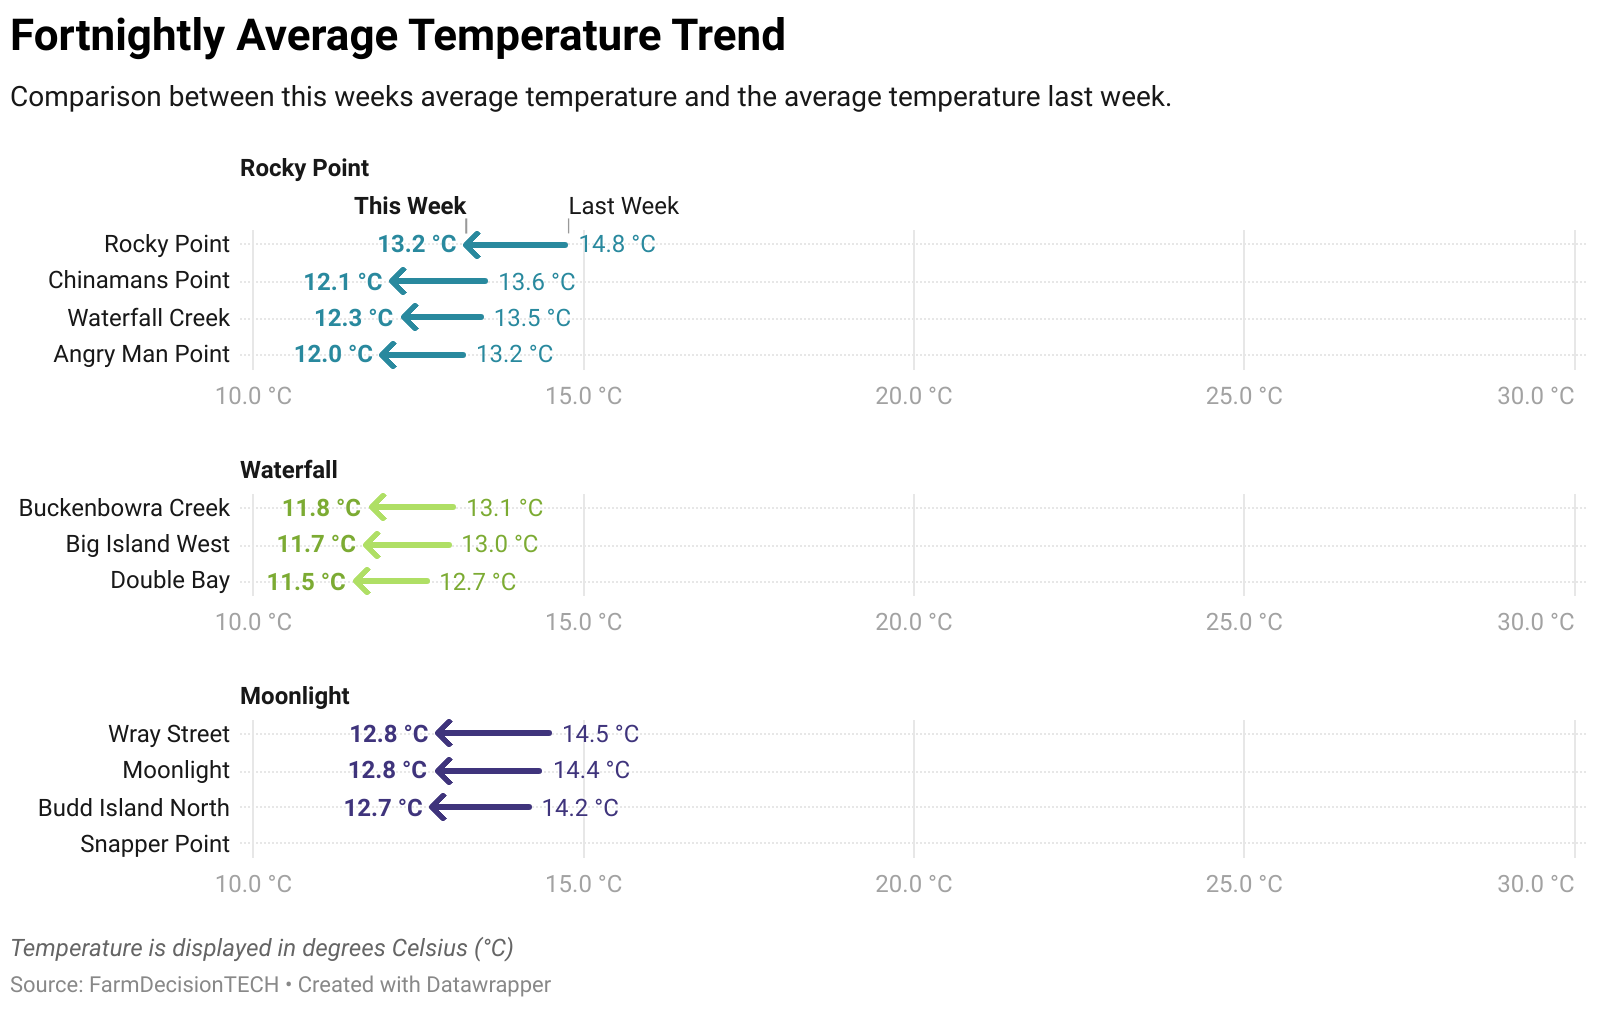 Fortnightly Average Temperature Trend
Comparison between this weeks average temperature and the average temperature last week.
Rocky Point
This Week Last Week
Rocky Point 13.2 °C 14.8 °C
Chinamans Point 12.1 °C 13.6 °C
Waterfall Creek 12.3 °C 13.5 °C
Angry Man Point 12.0 °C 13.2 °C
10.0 °C 15.0 °C 20.0 °C 25.0 °C 30.0 °C
Waterfall
Buckenbowra Creek 11.8 °C 13.1 °C
Big Island West 11.7 °C 13.0 °C
Double Bay 11.5 °C 12.7 °C
10.0 °C 15.0 °C 20.0 °C 25.0 °C 30.0 °C
Moonlight
Wray Street 12.8 °C 14.5 °C
Moonlight 12.8 °C 14.4 °C
Budd Island North 12.7 °C 14.2 °C
Snapper Point
10.0 °C 15.0 °C 20.0 °C 25.0 °C 30.0 °C
Temperature is displayed in degrees Celsius (°C)
Source: FarmDecisionTECH • Created with Datawrapper